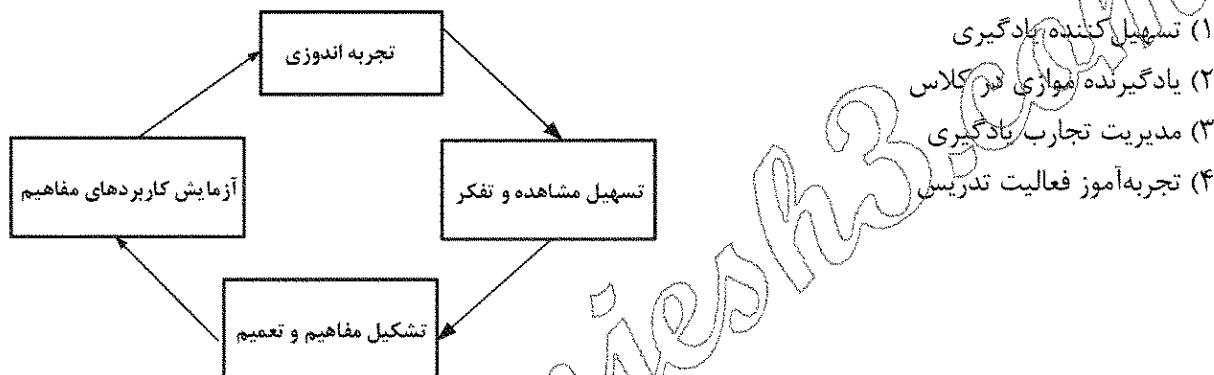 ۱) تسهیل‌کننده یادگیری
۲) یادگیرنده موازی در کلاس
۳) مدیریت تجارب یادگیری
۴) تجربه‌آموز فعالیت تدریس
تجربه اندوزی
تسهیل مشاهده و تفکر
تشکیل مفاهیم و تعمیم
آزمایش کاربردهای مفاهیم